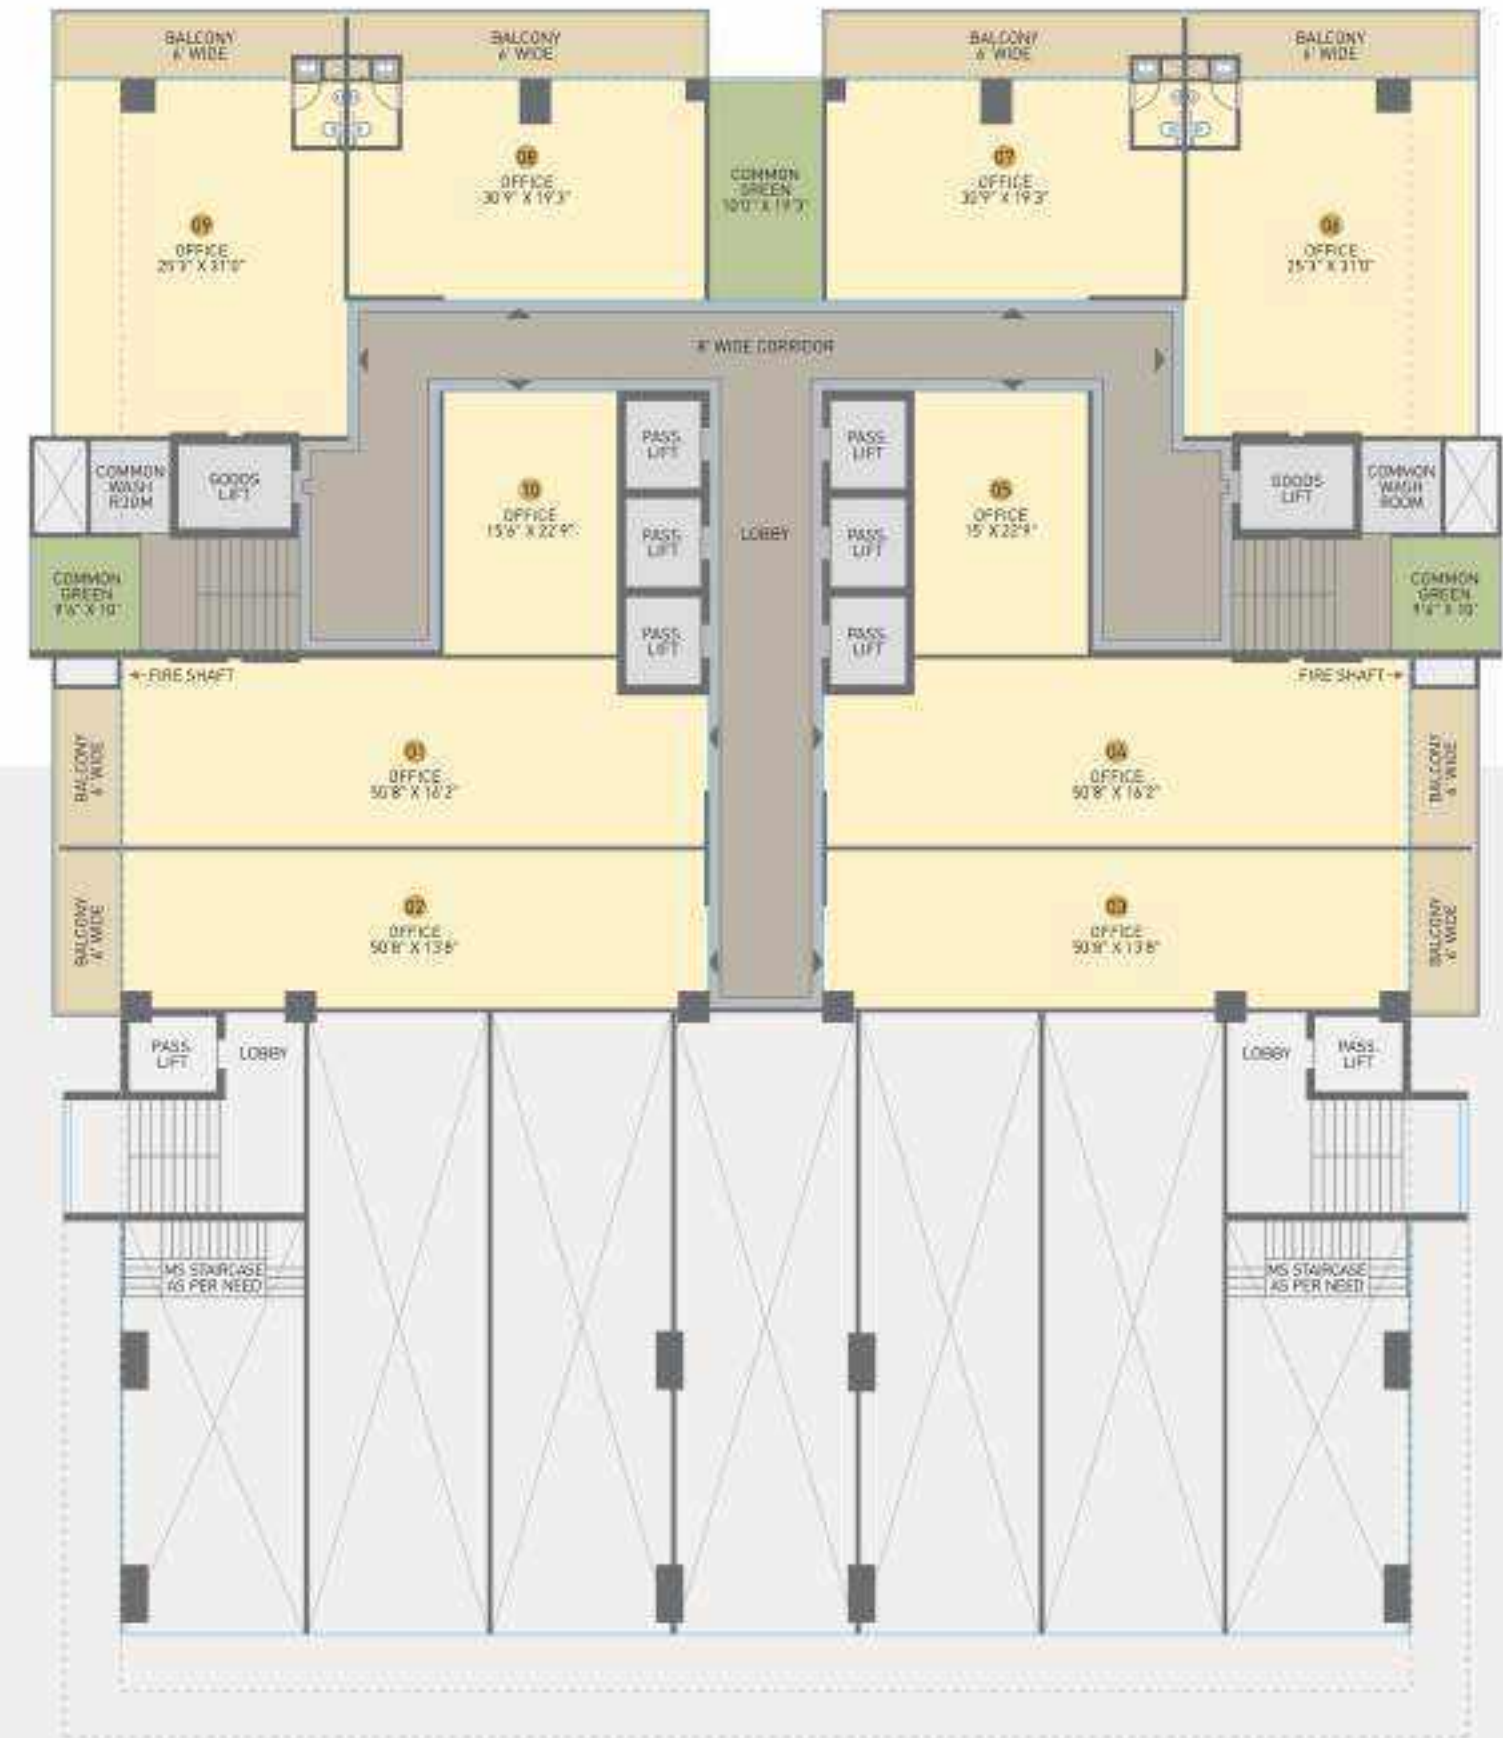 BALCONY
6' WIDE
BALCONY
6' WIDE
BALCONY
6' WIDE
BALCONY
6' WIDE
09
OFFICE
25'3" X 31'0"
08
OFFICE
30'9" X 19'3"
COMMON
GREEN
10'0" X 19'3"
07
OFFICE
30'9" X 19'3"
06
OFFICE
25'3" X 31'0"
8' WIDE CORRIDOR
COMMON
WASH
ROOM
GOODS
LIFT
10
OFFICE
15'6" X 22'9"
PASS.
LIFT
PASS.
LIFT
PASS.
LIFT
LOBBY
PASS.
LIFT
PASS.
LIFT
PASS.
LIFT
05
OFFICE
15' X 22'9"
GOODS
LIFT
COMMON
WASH
ROOM
COMMON
GREEN
9'6" X 10'
COMMON
GREEN
9'6" X 10'
FIRE SHAFT
FIRE SHAFT
BALCONY
6' WIDE
01
OFFICE
50'8" X 16'2"
04
OFFICE
50'8" X 16'2"
BALCONY
6' WIDE
BALCONY
6' WIDE
02
OFFICE
50'8" X 13'8"
03
OFFICE
50'8" X 13'8"
BALCONY
6' WIDE
PASS.
LIFT
LOBBY
LOBBY
PASS.
LIFT
MS STAIRCASE
AS PER NEED
MS STAIRCASE
AS PER NEED